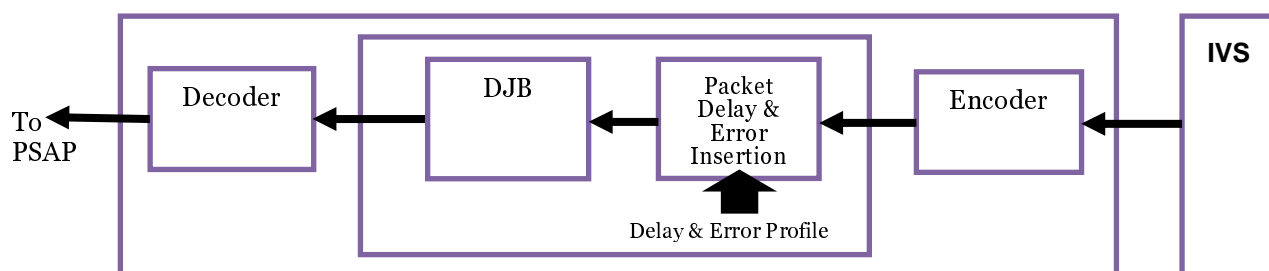 To
PSAP
Decoder
DJB
Packet
Delay &
Error
Insertion
Delay & Error Profile
Encoder
IVS